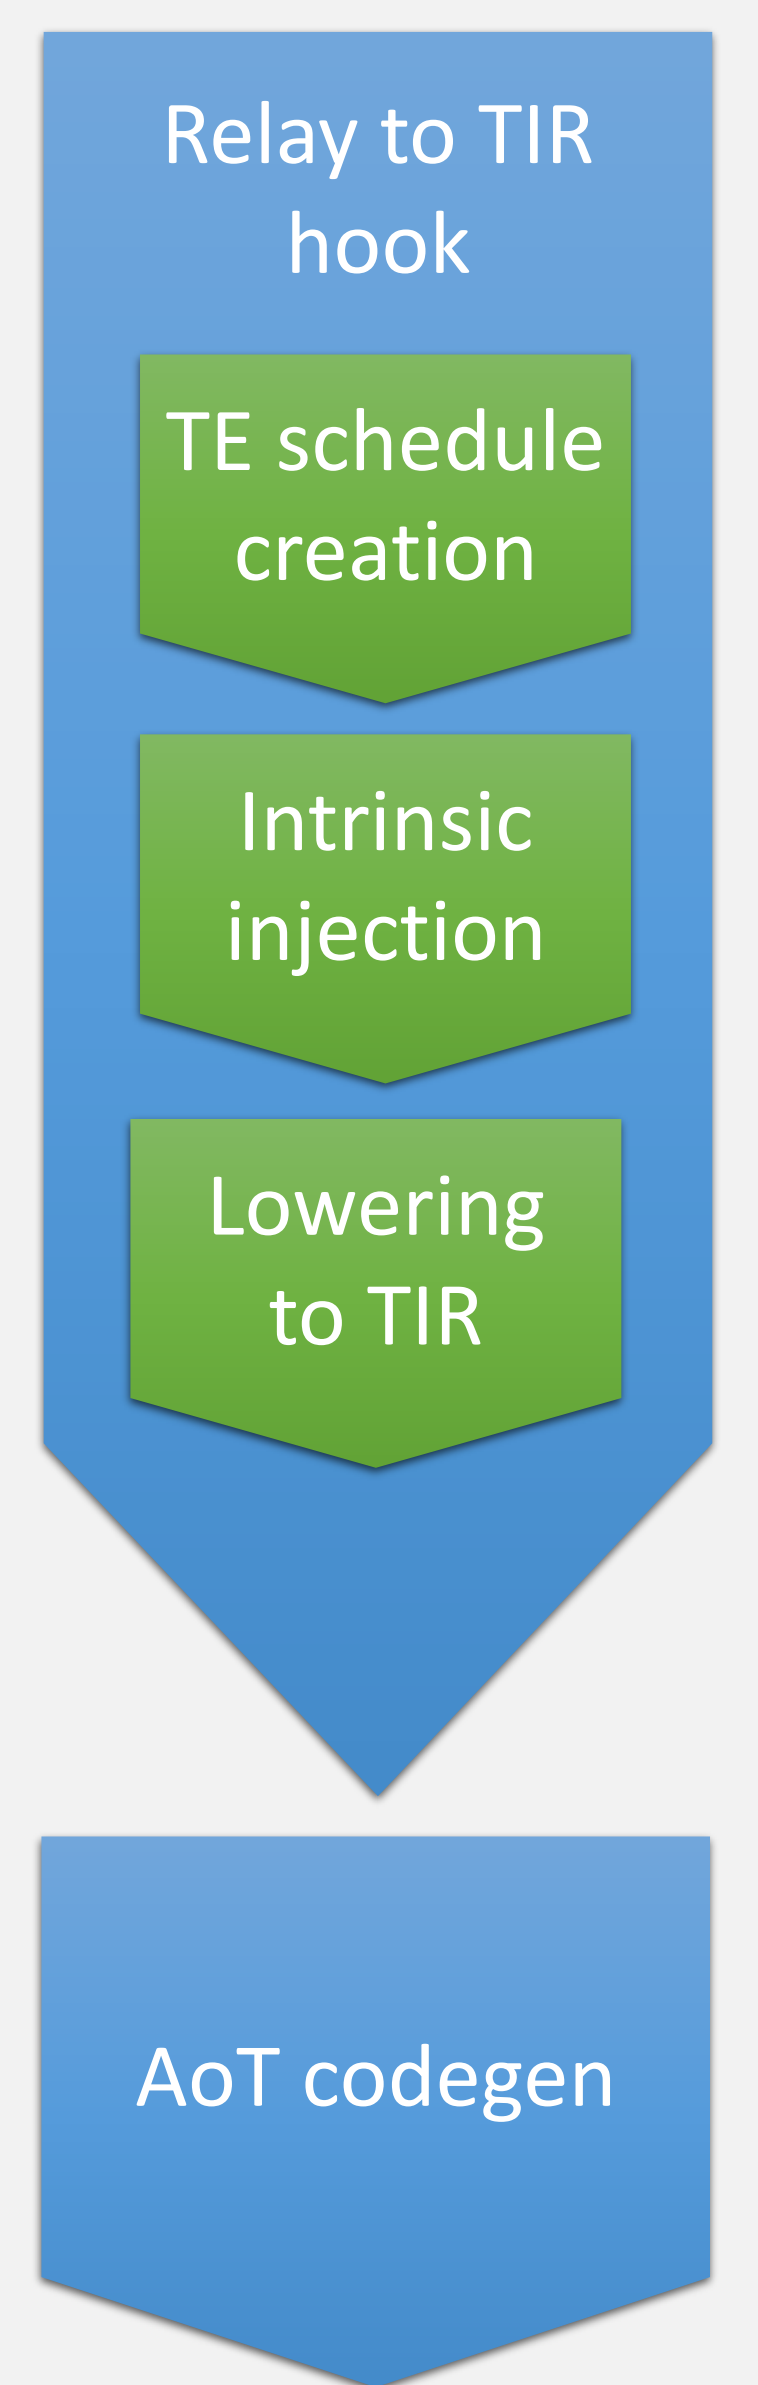 Relay to TIR
hook
TE schedule
creation
Intrinsic
injection
Lowering
to TIR
AoT codegen